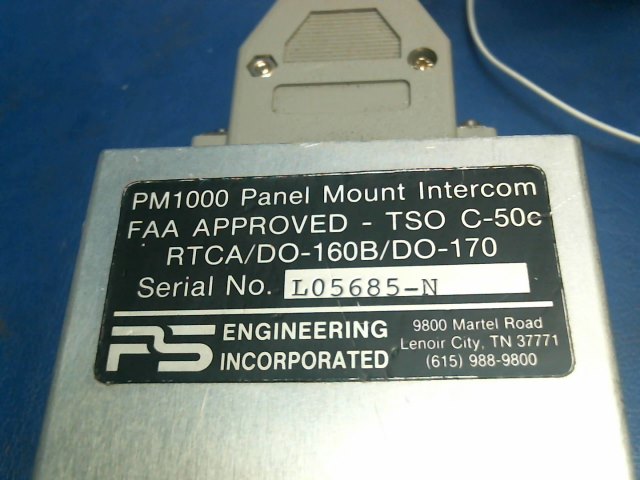 PM1000 Panel Mount Intercom
FAA APPROVED - TSO C-50c
RTCA/DO-160B/DO-170
Serial No. L05685-N
PS ENGINEERING INCORPORATED
9800 Martel Road
Lenoir City, TN 37771
(615) 988-9800